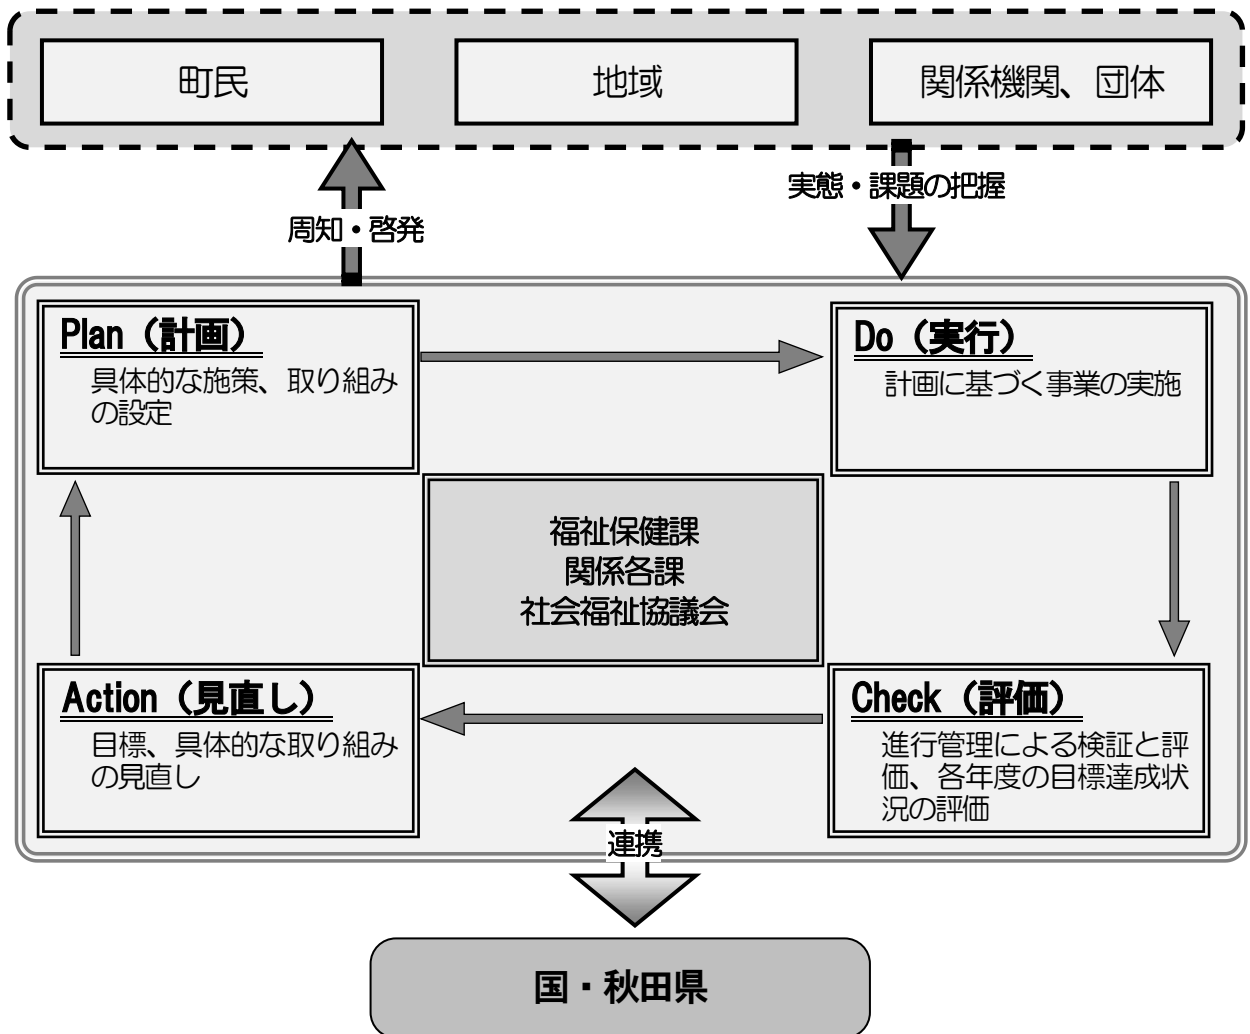 町民
地域
関係機関、団体
実態・課題の把握
周知・啓発
Plan（計画）
具体的な施策、取り組み
の設定
Do（実行）
計画に基づく事業の実施
福祉保健課
関係各課
社会福祉協議会
Action（見直し）
目標、具体的な取り組み
の見直し
Check（評価）
進行管理による検証と評
価、各年度の目標達成状
況の評価
連携
国・秋田県